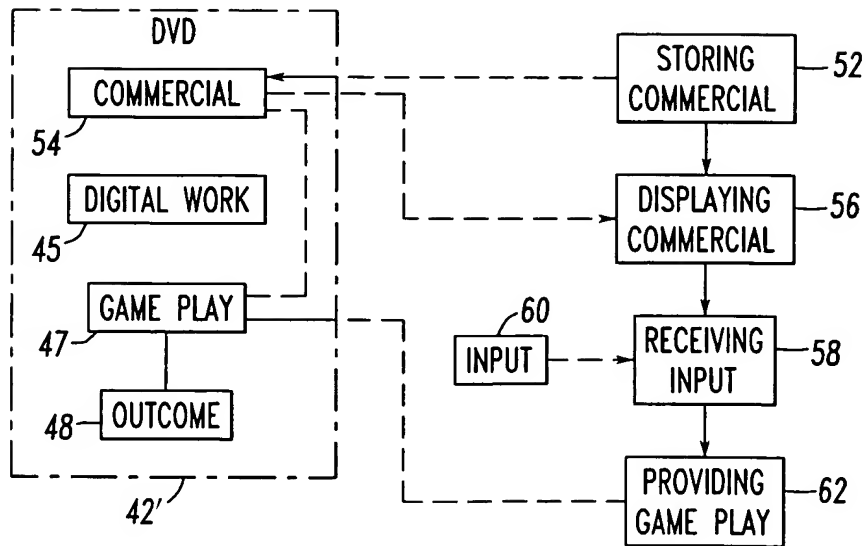 DVD
COMMERCIAL
54
DIGITAL WORK
45
GAME PLAY
47
OUTCOME
48
42'
STORING
COMMERCIAL
52
DISPLAYING
COMMERCIAL
56
60
INPUT
RECEIVING
INPUT
58
PROVIDING
GAME PLAY
62